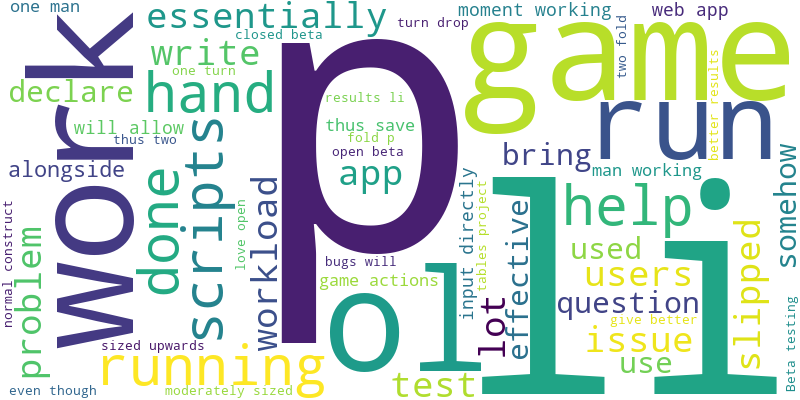 one man
essentially
turn drop
moment working
web app
closed beta
write
one turn
work
declare
hand
p
game
two fold
better results
results li
run
will allow
thus two
thus save
fold p
open beta
app
scripts
bring
man working
alongside
somehow
done
workload
love open
input directly
tables project
effective
li
help
normal construct
problem
used
users
bugs will
game actions
ol
lot
question
give better
issue
slipped
Beta testing
sized upwards
running
use
test
even though
moderately sized